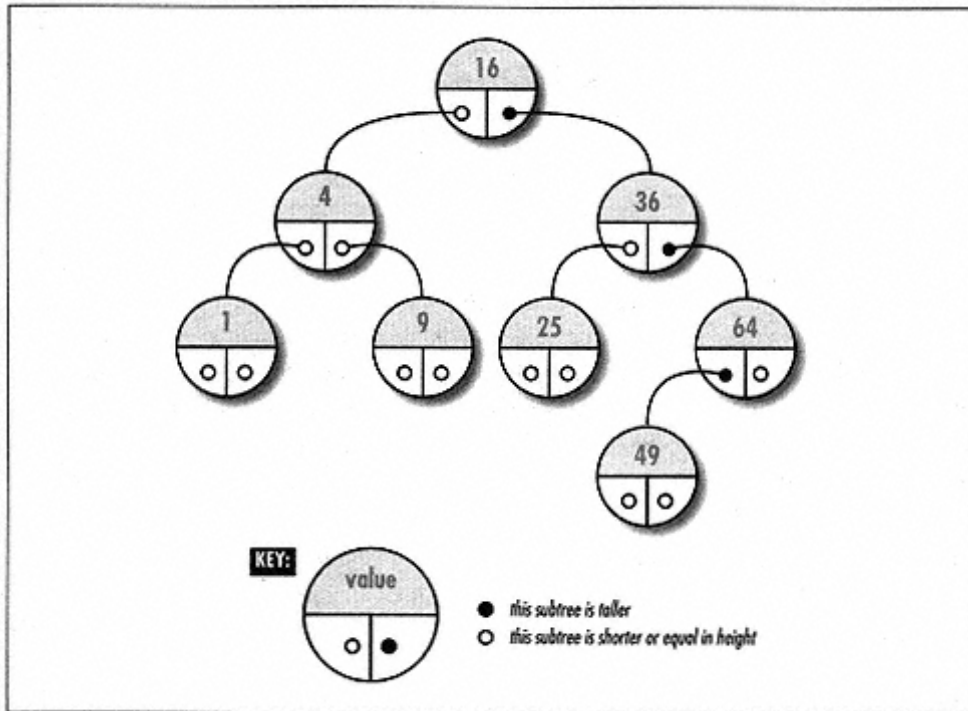 16
4
36
1
9
25
64
49
KEY:
value
this subtree is taller
this subtree is shorter or equal in height